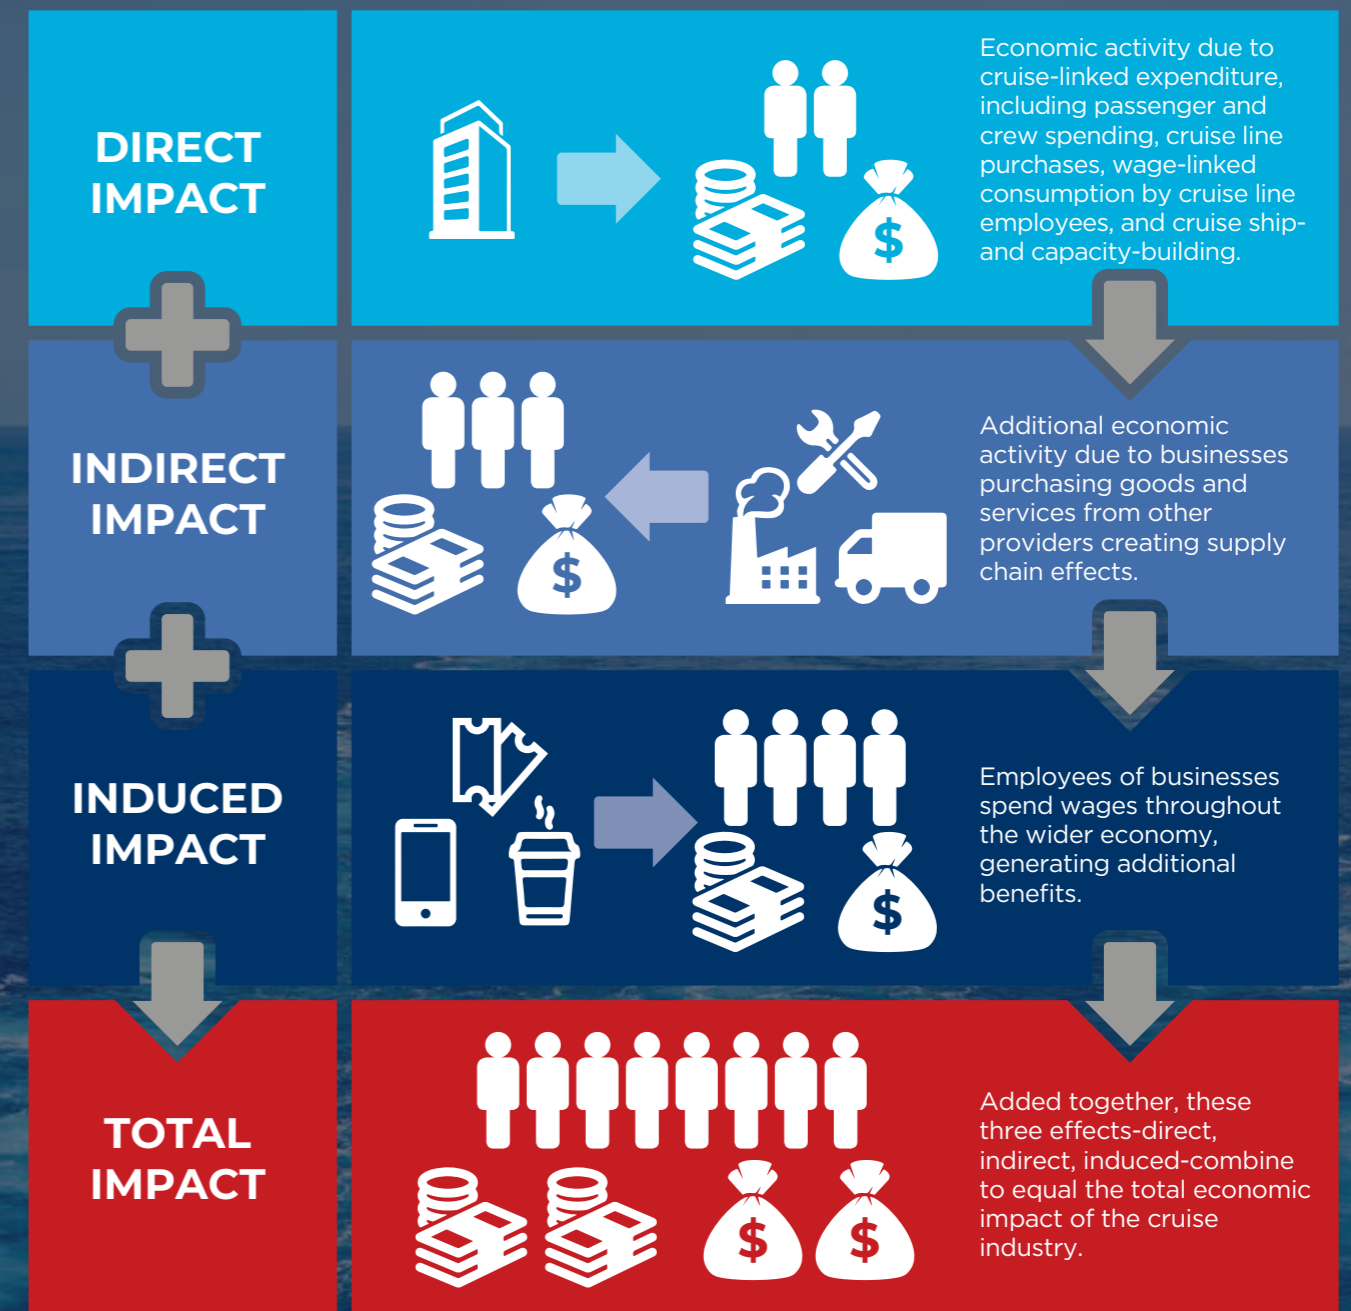 DIRECT
IMPACT
Economic activity due to
cruise-linked expenditure,
including passenger and
crew spending, cruise line
purchases, wage-linked
consumption by cruise line
employees, and cruise ship-
and capacity-building.
$
INDIRECT
IMPACT
$
Additional economic
activity due to businesses
purchasing goods and
services from other
providers creating supply
chain effects.
INDUCED
IMPACT
$
Employees of businesses
spend wages throughout
the wider economy,
generating additional
benefits.
TOTAL
IMPACT
$ $
Added together, these
three effects-direct,
indirect, induced-combine
to equal the total economic
impact of the cruise
industry.